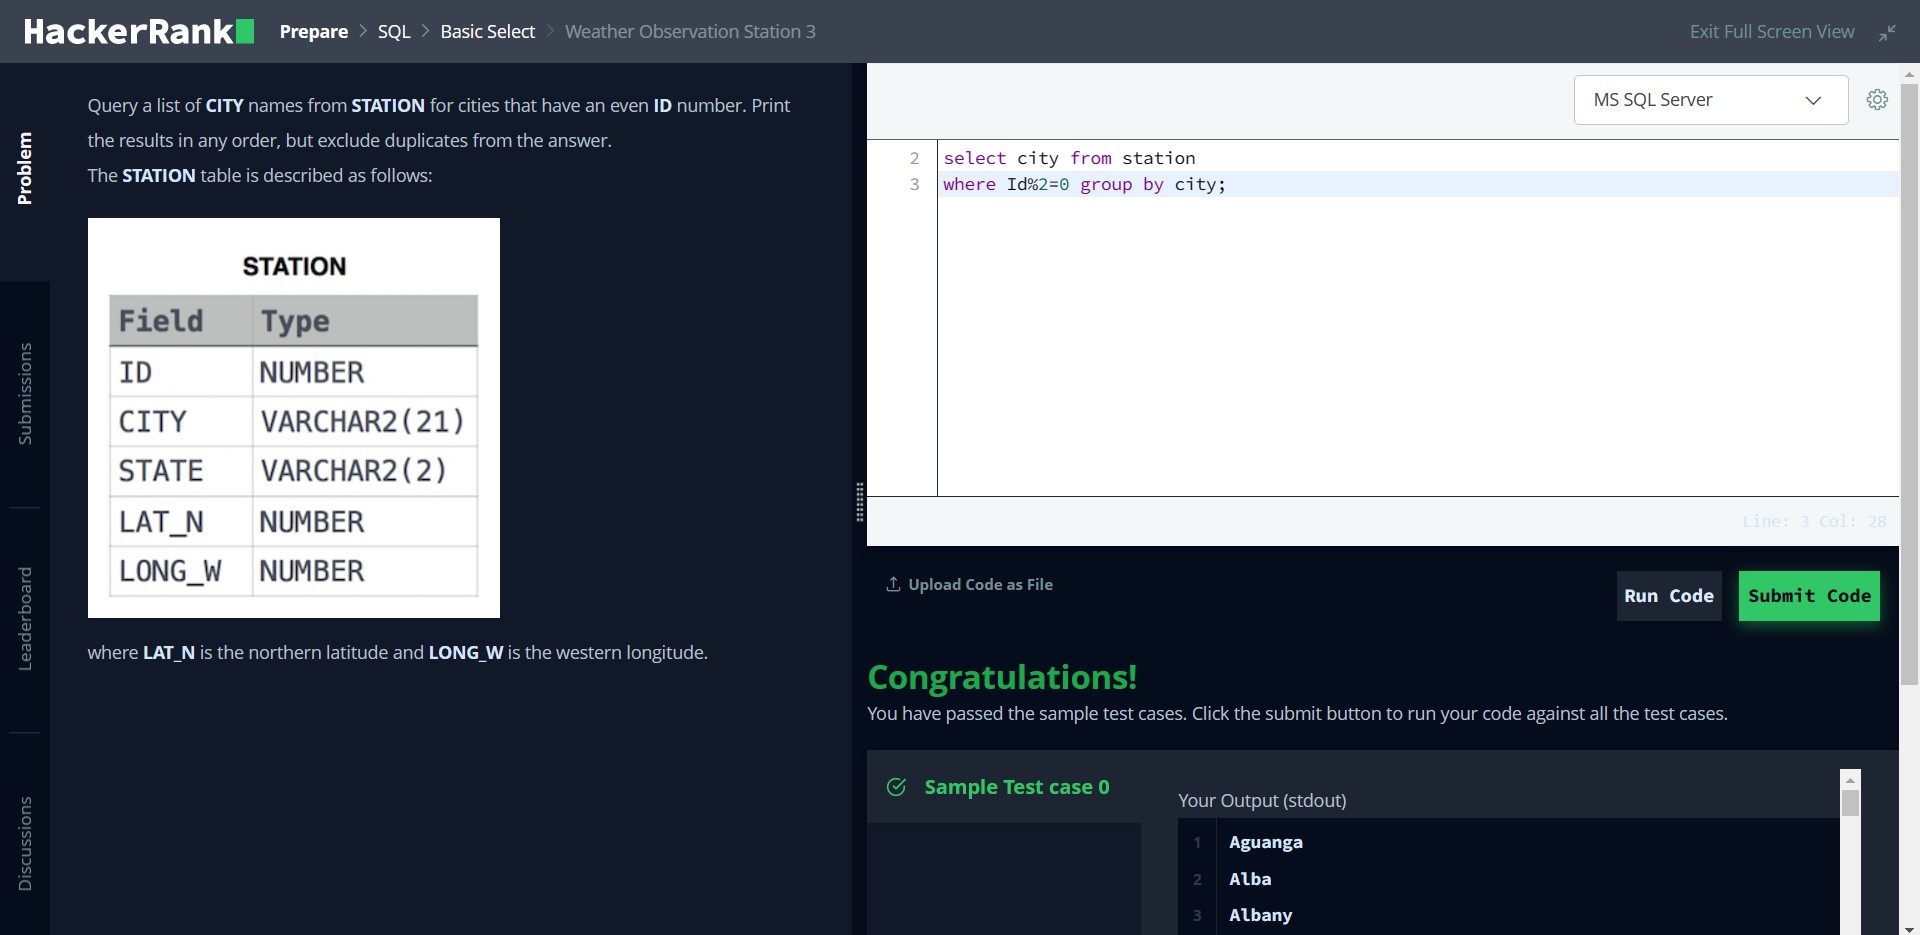 HackerRank Prepare > SQL > Basic Select > Weather Observation Station 3 Exit Full Screen View
Problem
Submissions
Leaderboard
Discussions
Query a list of CITY names from STATION for cities that have an even ID number. Print
the results in any order, but exclude duplicates from the answer.
The STATION table is described as follows:
STATION
Field Type
ID NUMBER
CITY VARCHAR2(21)
STATE VARCHAR2(2)
LAT_N NUMBER
LONG_W NUMBER
where LAT_N is the northern latitude and LONG_W is the western longitude.
MS SQL Server
2 select city from station
3 where Id%2=0 group by city;
Line: 3 Col: 28
Upload Code as File
Run Code Submit Code
Congratulations!
You have passed the sample test cases. Click the submit button to run your code against all the test cases.
Sample Test case 0
Your Output (stdout)
1 Aguanga
2 Alba
3 Albany